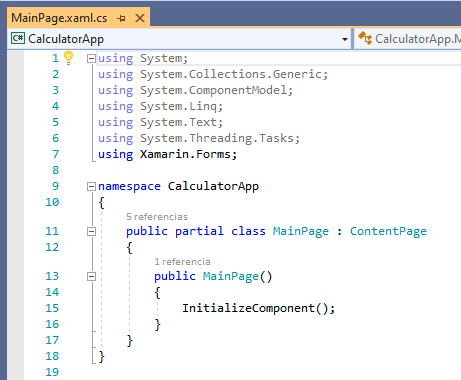 MainPage.xaml.cs
CalculatorApp CalculatorApp.M
1 using System;
2 using System.Collections.Generic;
3 using System.ComponentModel;
4 using System.Linq;
5 using System.Text;
6 using System.Threading.Tasks;
7 using Xamarin.Forms;
8
9 namespace CalculatorApp
10 {
5 referencias
11 public partial class MainPage : ContentPage
12 {
1 referencia
13 public MainPage()
14 {
15 InitializeComponent();
16 }
17 }
18 }
19